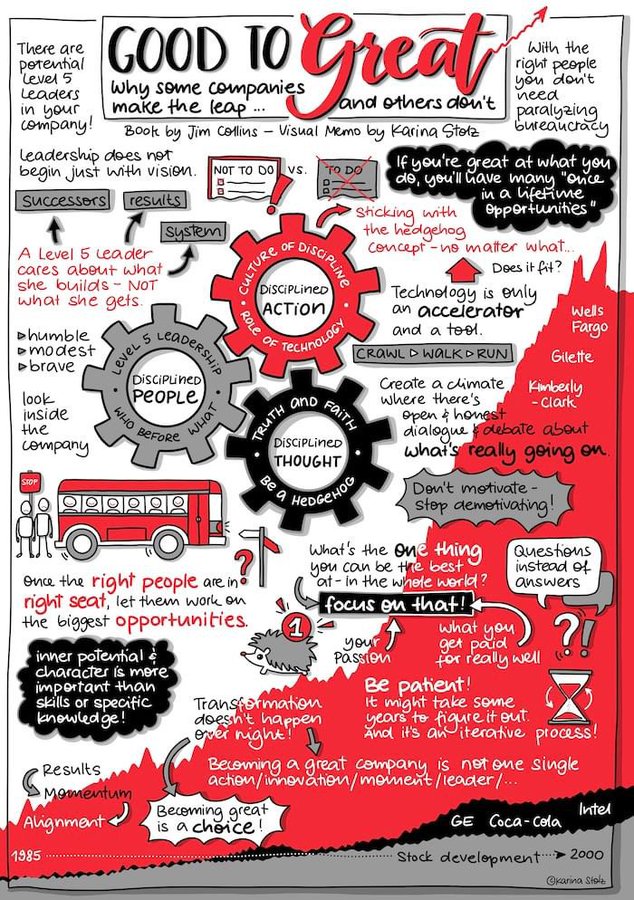 There are
potential
Level 5
Leaders
in your
company!
GOOD TO Great
Why some companies
make the leap ... and others don't
Book by Jim Collins – Visual Memo by Karina Stolz
With the
right people
you don't
need
paralyzing
bureaucracy
Leadership does not
begin just with vision.
successors
results
system
A Level 5 Leader
cares about what
she builds – NOT
what she gets.
NOT TO DO
!
vs.
TO DO
If you're great at what you
do, you'll have many "once
in a lifetime
opportunities"
Sticking with
the hedgehog
concept – no matter what...
Does it fit?
Technology is only
an accelerator
and a tool.
CRAWL ▷ WALK ▷ RUN
CULTURE OF DISCIPLINE
DISCIPLINED
ACTION
ROLE OF TECHNOLOGY
LEVEL 5 LEADERSHIP
DISCIPLINED
PEOPLE
WHO BEFORE WHAT
TRUTH AND FAITH
DISCIPLINED
THOUGHT
BE A HEDGEHOG
▷humble
▷modest
▷brave
look
inside
the
company
Wells
Fargo
Gilette
Kimberly
-Clark
Create a climate
where there's
open & honest
dialogue & debate about
what's really going on.
Don't motivate –
stop demotivating!
STOP
?
Once the right people are in
right seat, let them work on
the biggest opportunities.
What's the one thing
you can be the best
at – in the whole world?
focus on that!
Questions
instead of
answers
?!
1
your
Passion
what you
get paid
for really well
inner potential &
character is more
important than
skills or specific
knowledge!
Be patient!
It might take some
years to figure it out.
And it's an iterative process!
Transformation
doesn't happen
over night!
Becoming a great company is not one single
action/innovation/moment/leader/...
Results
Momentum
Alignment
Becoming great
is a choice!
GE Coca-Cola Intel
1985 Stock development 2000
©Karina Stolz